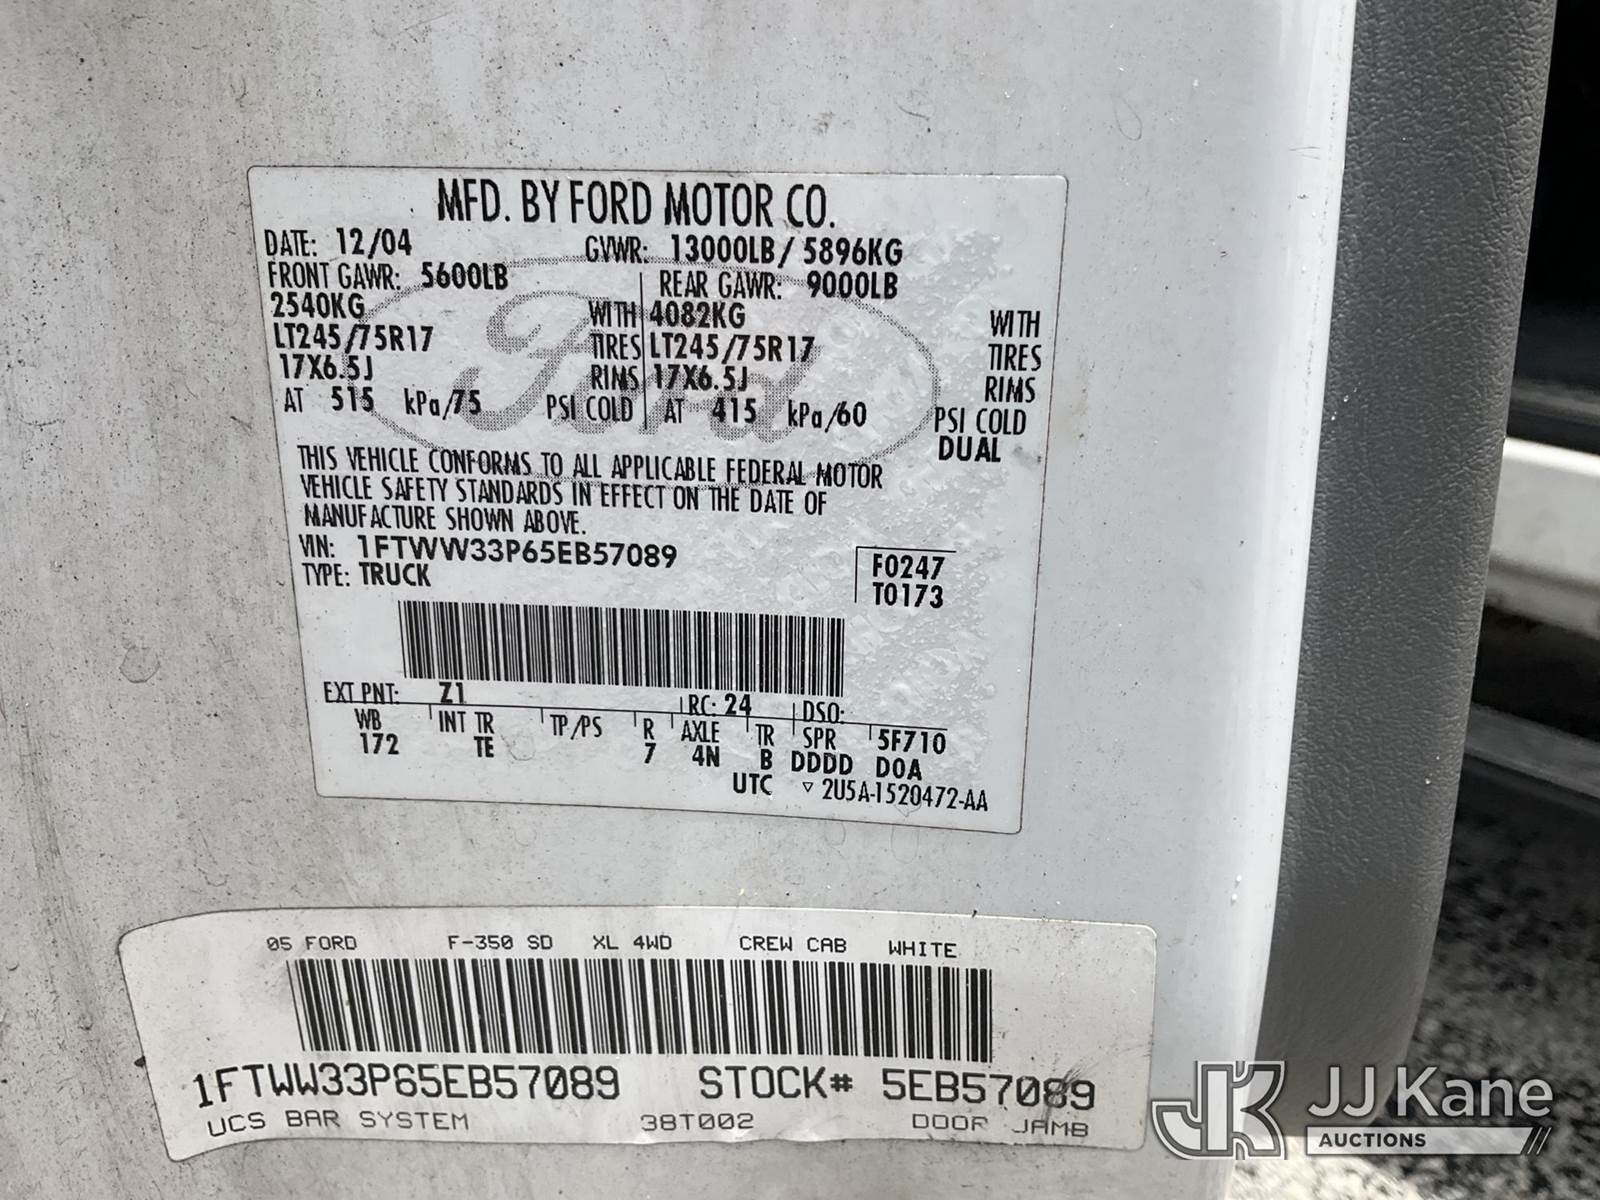 MFD. BY FORD MOTOR CO.
DATE: 12/04 GVWR: 13000LB / 5896KG
FRONT GAWR: 5600LB REAR GAWR: 9000LB
2540KG WITH 4082KG WITH
LT245/75R17 TIRES LT245/75R17 TIRES
17X6.5J RIMS 17X6.5J RIMS
AT 515 kPa/75 PSI COLD AT 415 kPa/60 PSI COLD
DUAL
THIS VEHICLE CONFORMS TO ALL APPLICABLE FEDERAL MOTOR
VEHICLE SAFETY STANDARDS IN EFFECT ON THE DATE OF
MANUFACTURE SHOWN ABOVE.
VIN: 1FTWW33P65EB57089 F0247
TYPE: TRUCK T0173
EXT PNT: Z1 RC: 24 DSO:
WB INT TR TP/PS R AXLE TR SPR 5F710
172 TE 7 4N B DDDD DOA
UTC ▽ 2U5A-1520472-AA
Ford
05 FORD F-350 SD XL 4WD CREW CAB WHITE
1FTWW33P65EB57089 STOCK# 5EB57089
UCS BAR SYSTEM 38T002 DOOR JAMB
JK JJ Kane
AUCTIONS